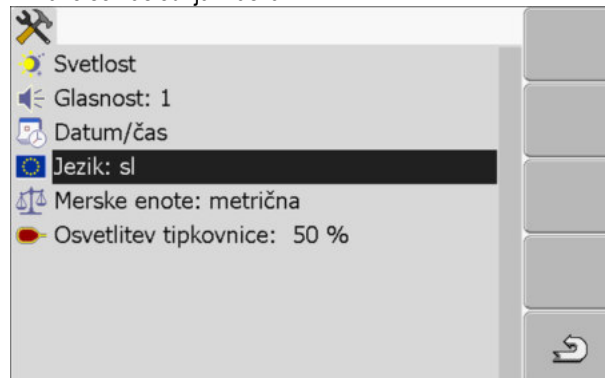 Svetlost
Glasnost: 1
Datum/čas
Jezik: sl
Merske enote: metrična
Osvetlitev tipkovnice: 50 %